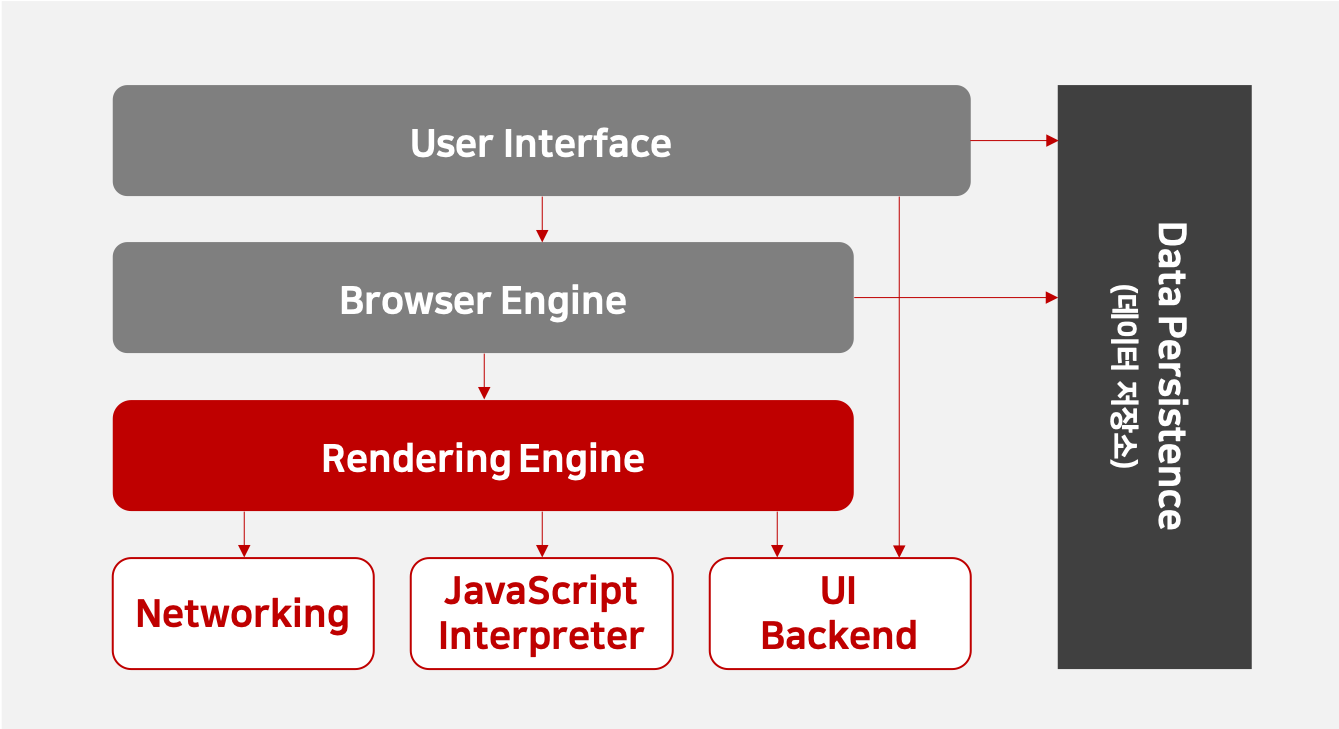 User Interface
Browser Engine
Rendering Engine
Networking
JavaScript
Interpreter
UI
Backend
Data Persistence
(데이터 저장소)